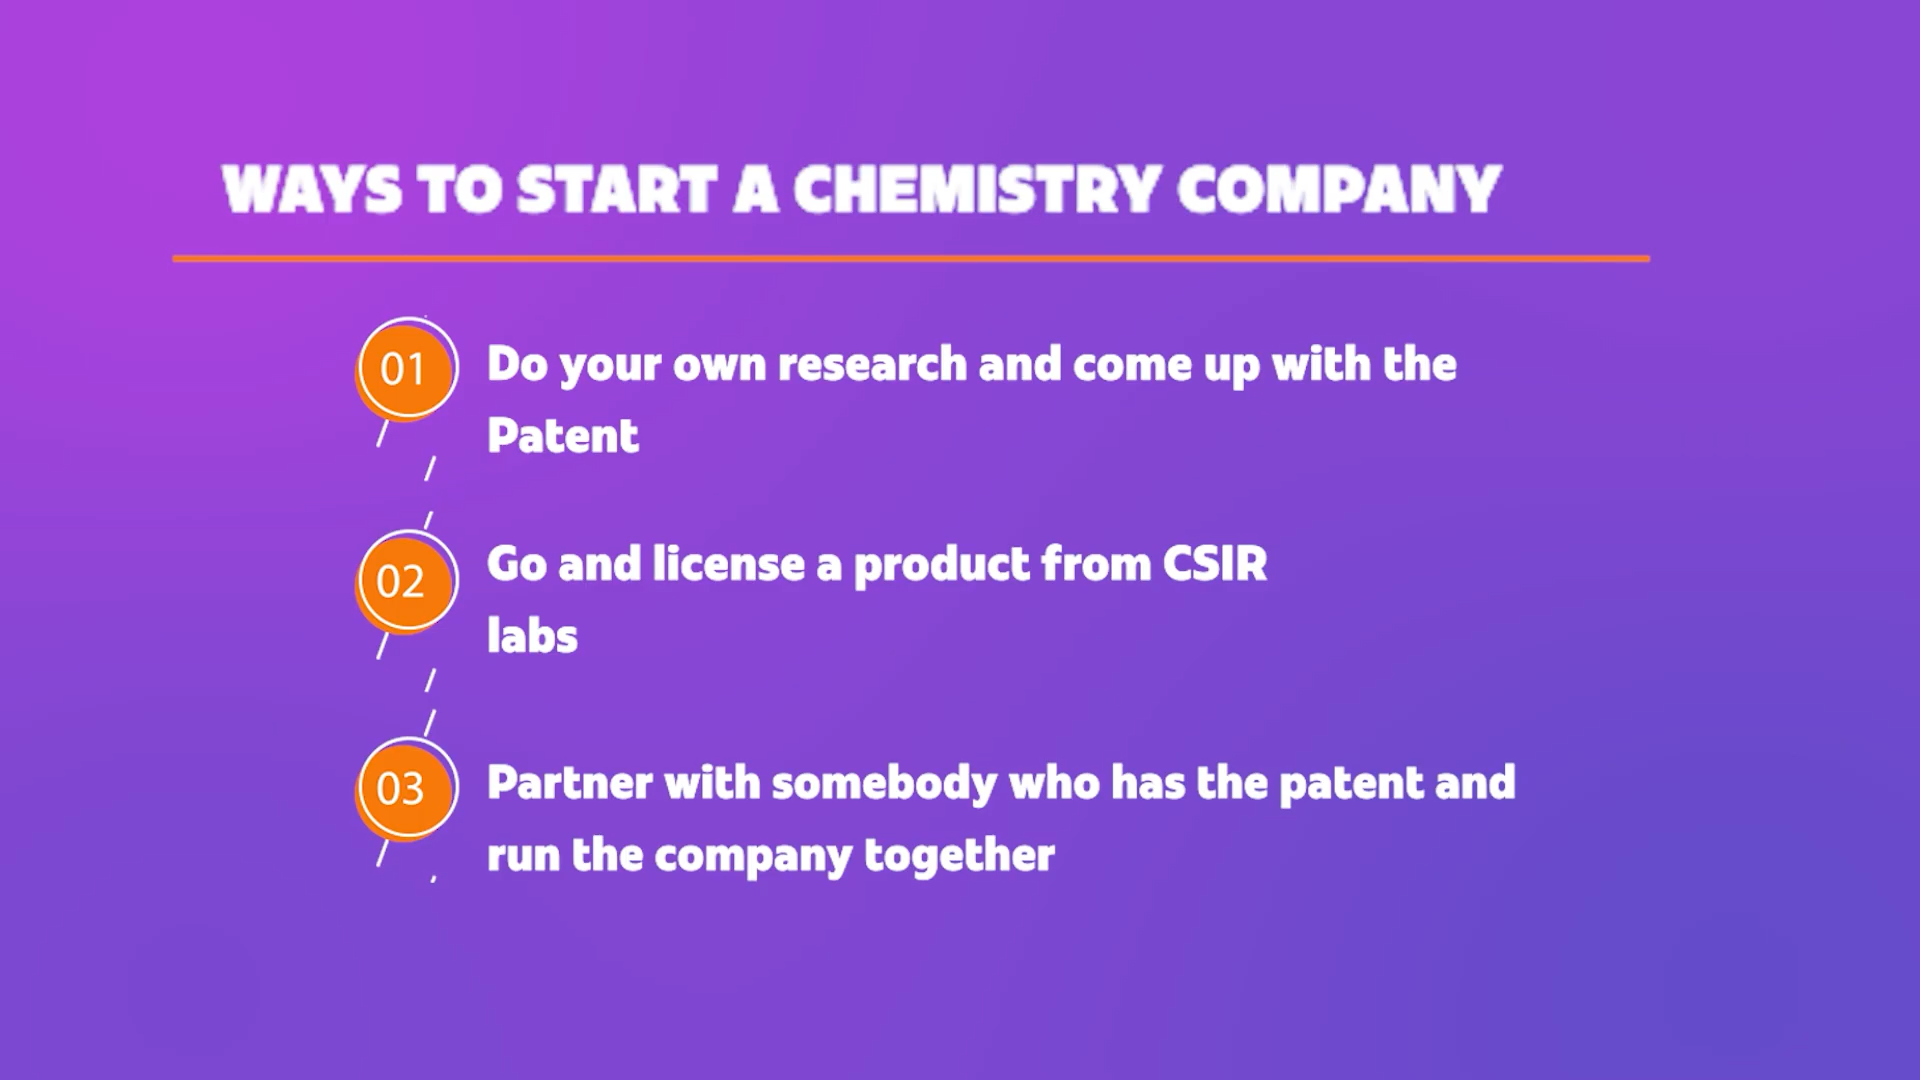 WAYS TO START A CHEMISTRY COMPANY
01
Do your own research and come up with the
Patent
02
Go and license a product from CSIR
labs
03
Partner with somebody who has the patent and
run the company together